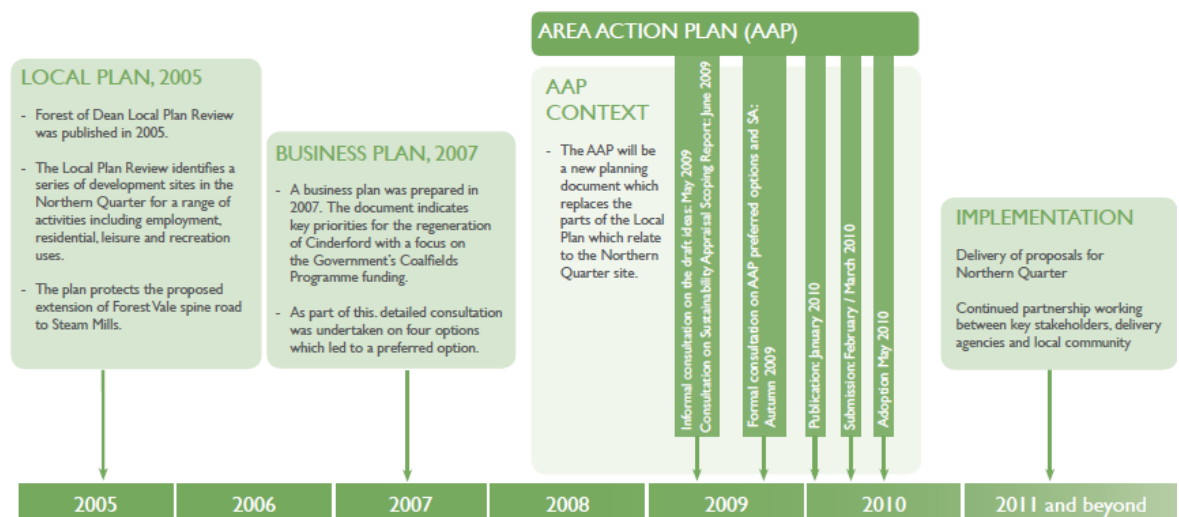 LOCAL PLAN, 2005
- Forest of Dean Local Plan Review
was published in 2005.
- The Local Plan Review identifies a
series of development sites in the
Northern Quarter for a range of
activities including employment,
residential, leisure and recreation
uses.
- The plan protects the proposed
extension of Forest Vale spine road
to Steam Mills.
BUSINESS PLAN, 2007
- A business plan was prepared in
2007. The document indicates
key priorities for the regeneration
of Cinderford with a focus on
the Government's Coalfields
Programme funding.
- As part of this. detailed consultation
was undertaken on four options
which led to a preferred option.
AREA ACTION PLAN (AAP)
AAP
CONTEXT
- The AAP will be
a new planning
document which
replaces the
parts of the Local
Plan which relate
to the Northern
Quarter site.
Informal consultation on the draft ideas: May 2009
Consultation on Sustainability Appraisal Scoping Report: June 2009
Formal consultation on AAP preferred options and SA:
Autumn 2009
Publication: January 2010
Submission: February / March 2010
Adoption May 2010
IMPLEMENTATION
Delivery of proposals for
Northern Quarter
Continued partnership working
between key stakeholders, delivery
agencies and local community
2005
2006
2007
2008
2009
2010
2011 and beyond